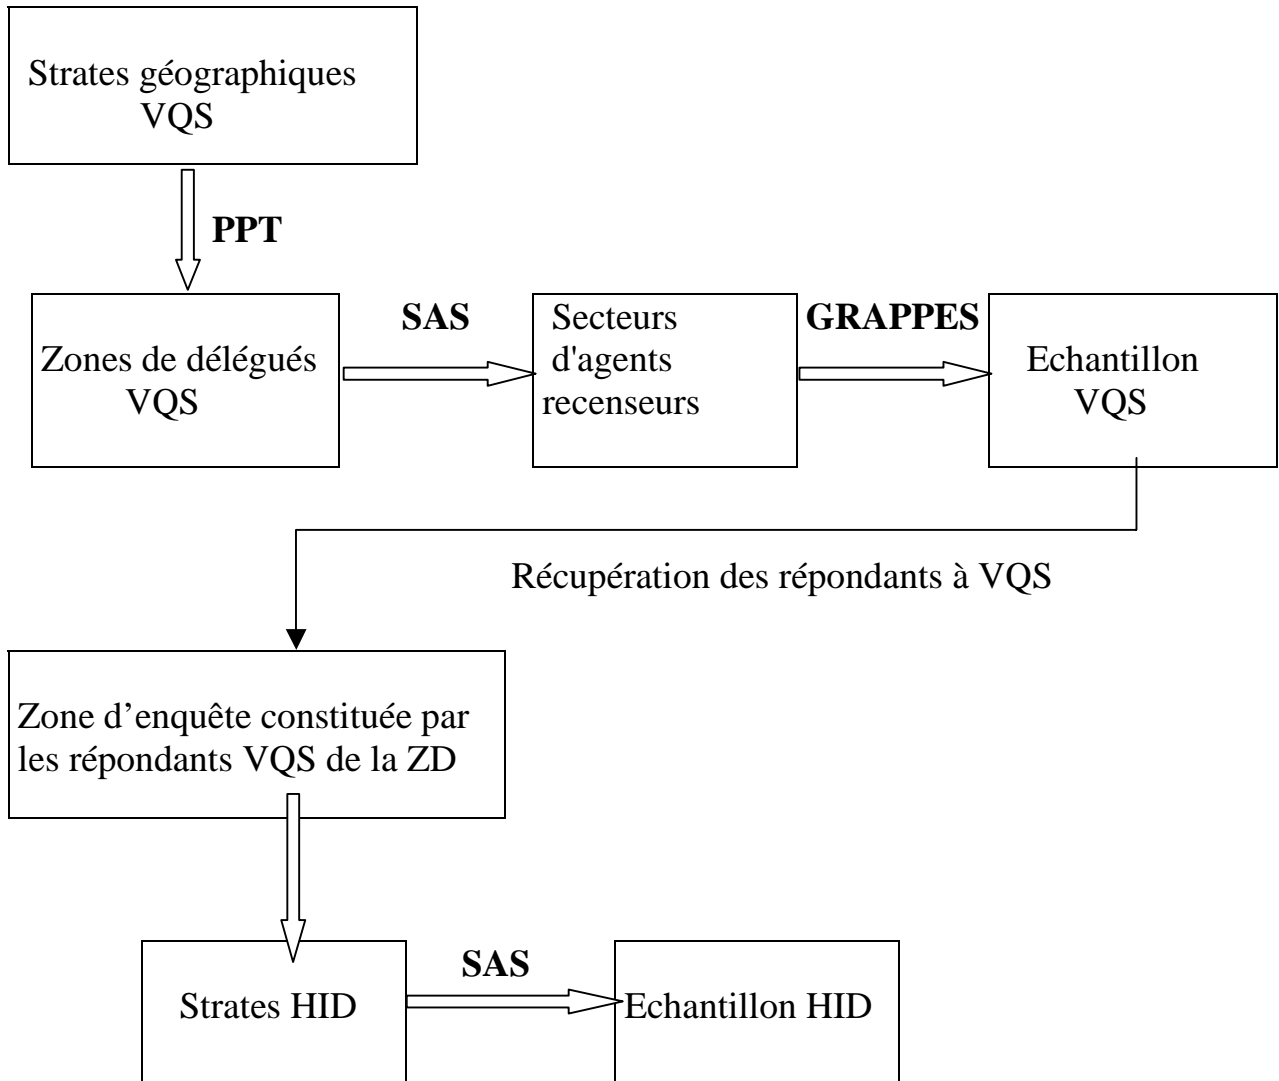 Strates géographiques
VQS
PPT
Zones de délégués
VQS
SAS
Secteurs
d'agents
recenseurs
GRAPPES
Echantillon
VQS
Récupération des répondants à VQS
Zone d’enquête constituée par
les répondants VQS de la ZD
Strates HID
SAS
Echantillon HID